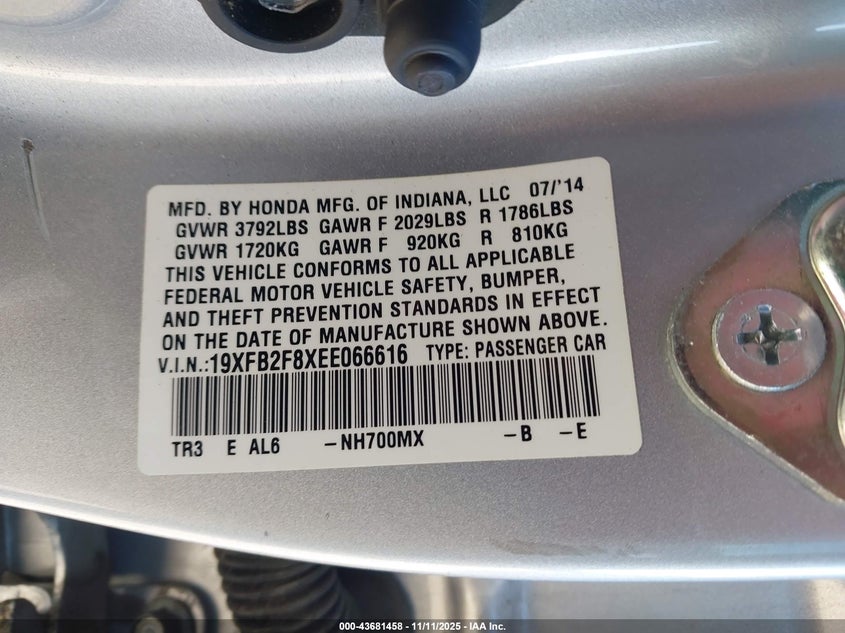 MFD. BY HONDA MFG. OF INDIANA, LLC 07/'14
GVWR 3792LBS GAWR F 2029LBS R 1786LBS
GVWR 1720KG GAWR F 920KG R 810KG
THIS VEHICLE CONFORMS TO ALL APPLICABLE
FEDERAL MOTOR VEHICLE SAFETY, BUMPER,
AND THEFT PREVENTION STANDARDS IN EFFECT
ON THE DATE OF MANUFACTURE SHOWN ABOVE.
V.I.N.:19XFB2F8XEE066616 TYPE: PASSENGER CAR
TR3 E AL6 -NH700MX -B -E
000-43681458 - 11/11/2025 - IAA Inc.